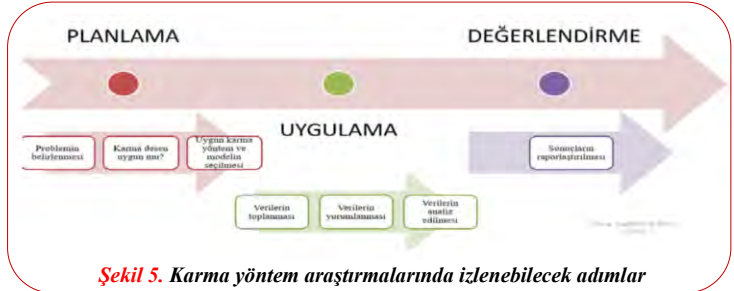 PLANLAMA
DEĞERLENDİRME
UYGULAMA
Problemin
belirlenmesi
Karma desen
uygun mu?
Uygun karma
yöntem ve
modelin
seçilmesi
Sonuçların
raporlaştırılması
Verilerin
toplanması
Verilerin
yorumlanması
Verilerin
analiz
edilmesi
Şekil 5. Karma yöntem araştırmalarında izlenebilecek adımlar